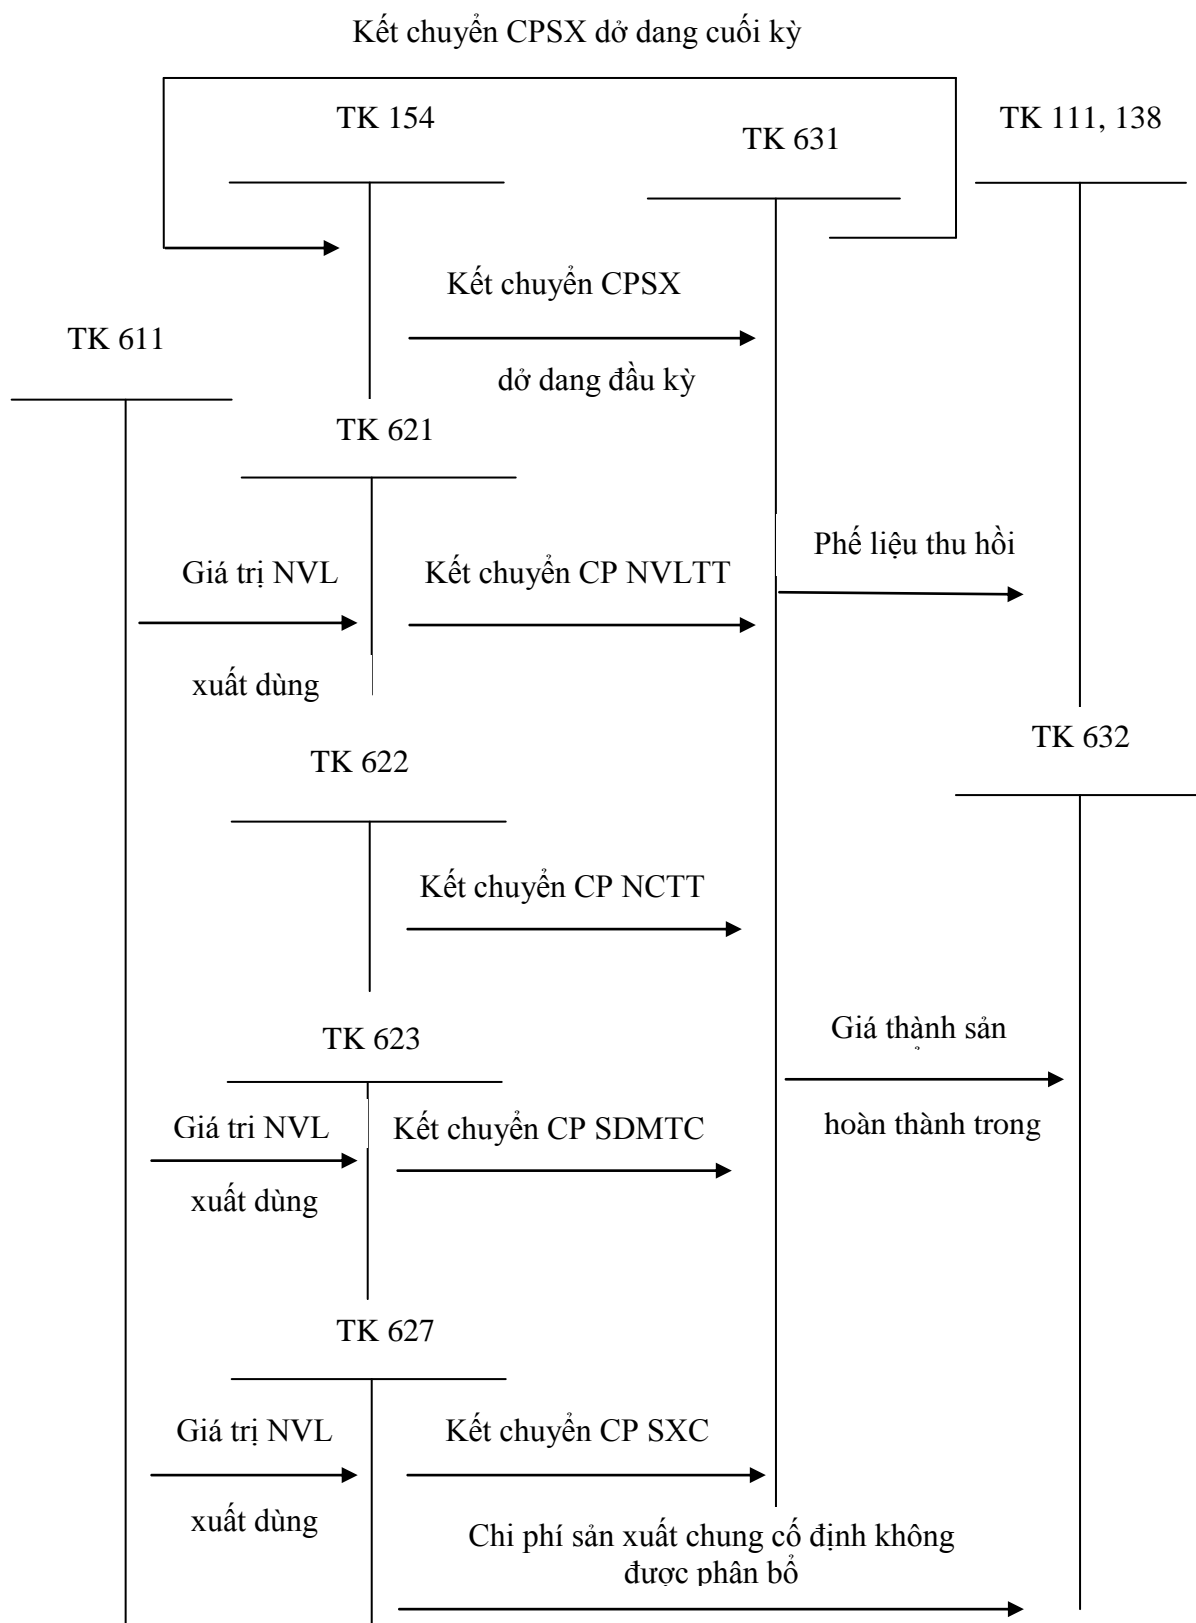 Kết chuyển CPSX dở dang cuối kỳ
TK 154
TK 631
TK 111, 138
Kết chuyển CPSX
dở dang đầu kỳ
TK 611
TK 621
Giá trị NVL
xuất dùng
Kết chuyển CP NVLTT
Phế liệu thu hồi
TK 632
TK 622
Kết chuyển CP NCTT
TK 623
Giá thành sản
hoàn thành trong
Giá tri NVL
xuất dùng
Kết chuyển CP SDMTC
TK 627
Giá trị NVL
xuất dùng
Kết chuyển CP SXC
Chi phí sản xuất chung cố định không
được phân bổ